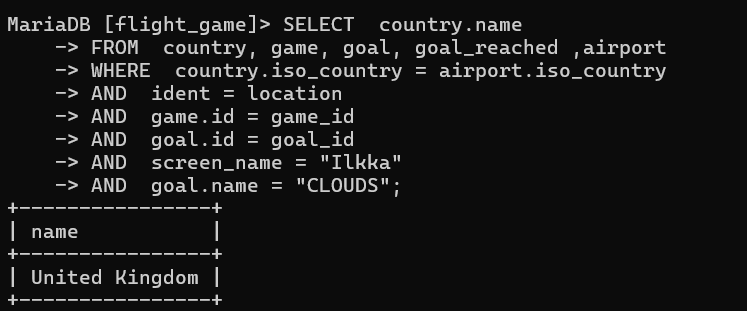 MariaDB [flight_game]> SELECT  country.name
    -> FROM  country, game, goal, goal_reached ,airport
    -> WHERE  country.iso_country = airport.iso_country
    -> AND  ident = location
    -> AND  game.id = game_id
    -> AND  goal.id = goal_id
    -> AND  screen_name = "Ilkka"
    -> AND  goal.name = "CLOUDS";
+----------------+
| name           |
+----------------+
| United Kingdom |
+----------------+